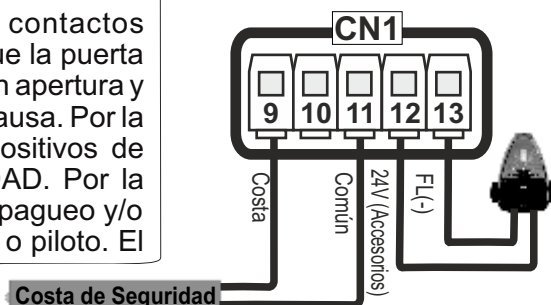 contactos
ue la puerta
n apertura y
ausa. Por la
ositivos de
AD. Por la
pagueo y/o
o piloto. El
CN1
9 10 11 12 13
Costa
Común
24V (Accesorios)
FL(-)
Costa de Seguridad